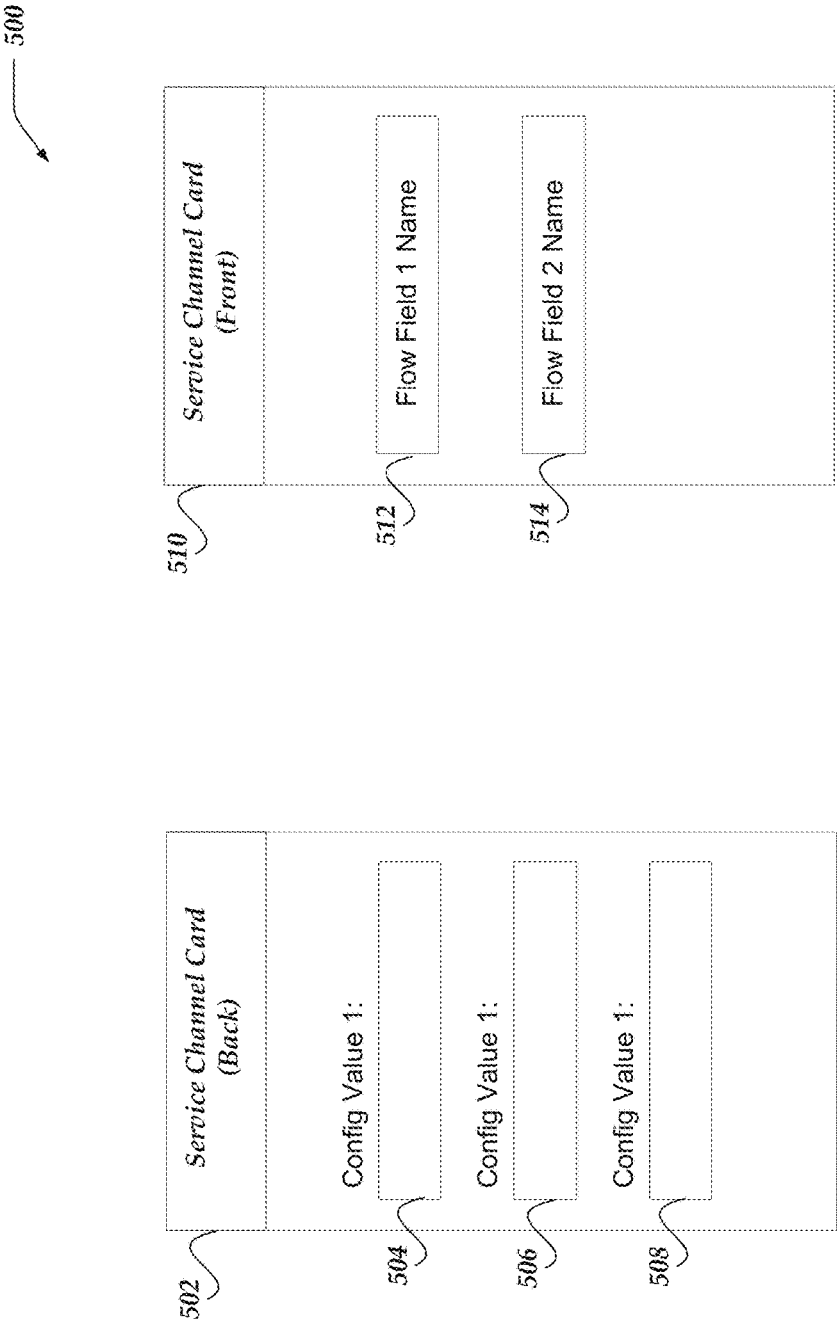 500
Service Channel Card
(Back)
502
Config Value 1:
504
Config Value 1:
506
Config Value 1:
508
Service Channel Card
(Front)
510
Flow Field 1 Name
512
Flow Field 2 Name
514